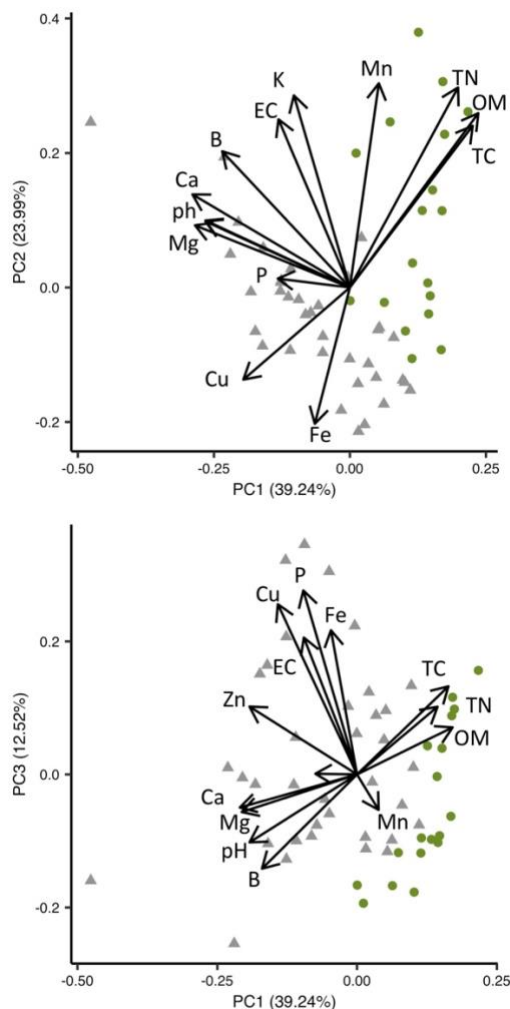 0.4
K
Mn
TN
EC
OM
0.2
B
TC
Ca
ph
Mg
PC2 (23.99%)
P
0.0
Cu
-0.2
Fe
-0.50
-0.25
0.00
0.25
PC1 (39.24%)
P
Cu
Fe
0.2
EC
TC
Zn
TN
OM
PC3 (12.52%)
0.0
Ca
Mg
Mn
pH
B
-0.2
-0.50
-0.25
0.00
0.25
PC1 (39.24%)